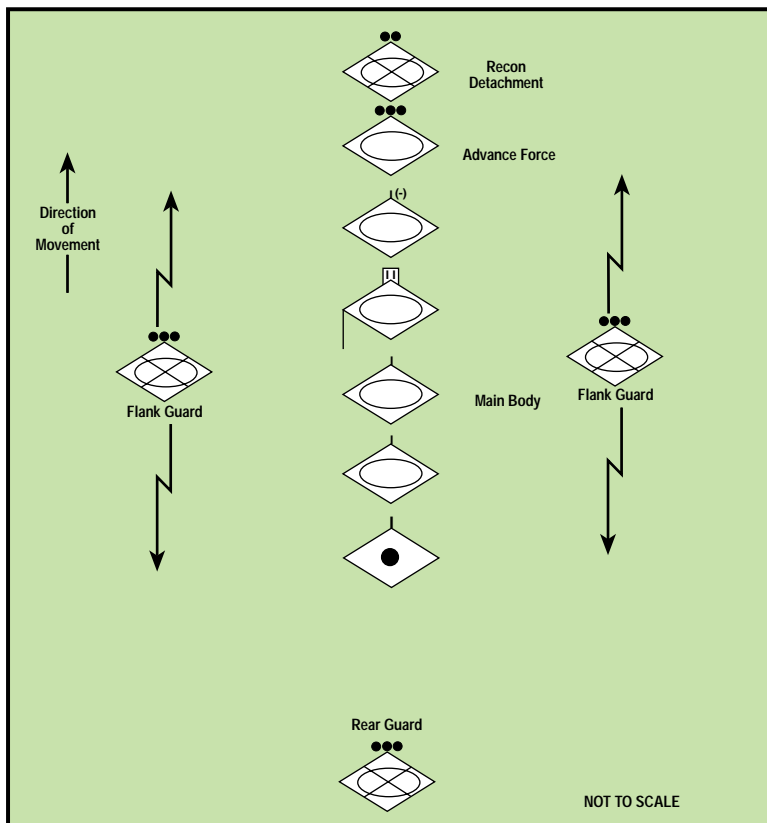 Recon
Detachment
Advance Force
(-)
Direction
of
Movement
Flank Guard
Main Body
Flank Guard
Rear Guard
NOT TO SCALE